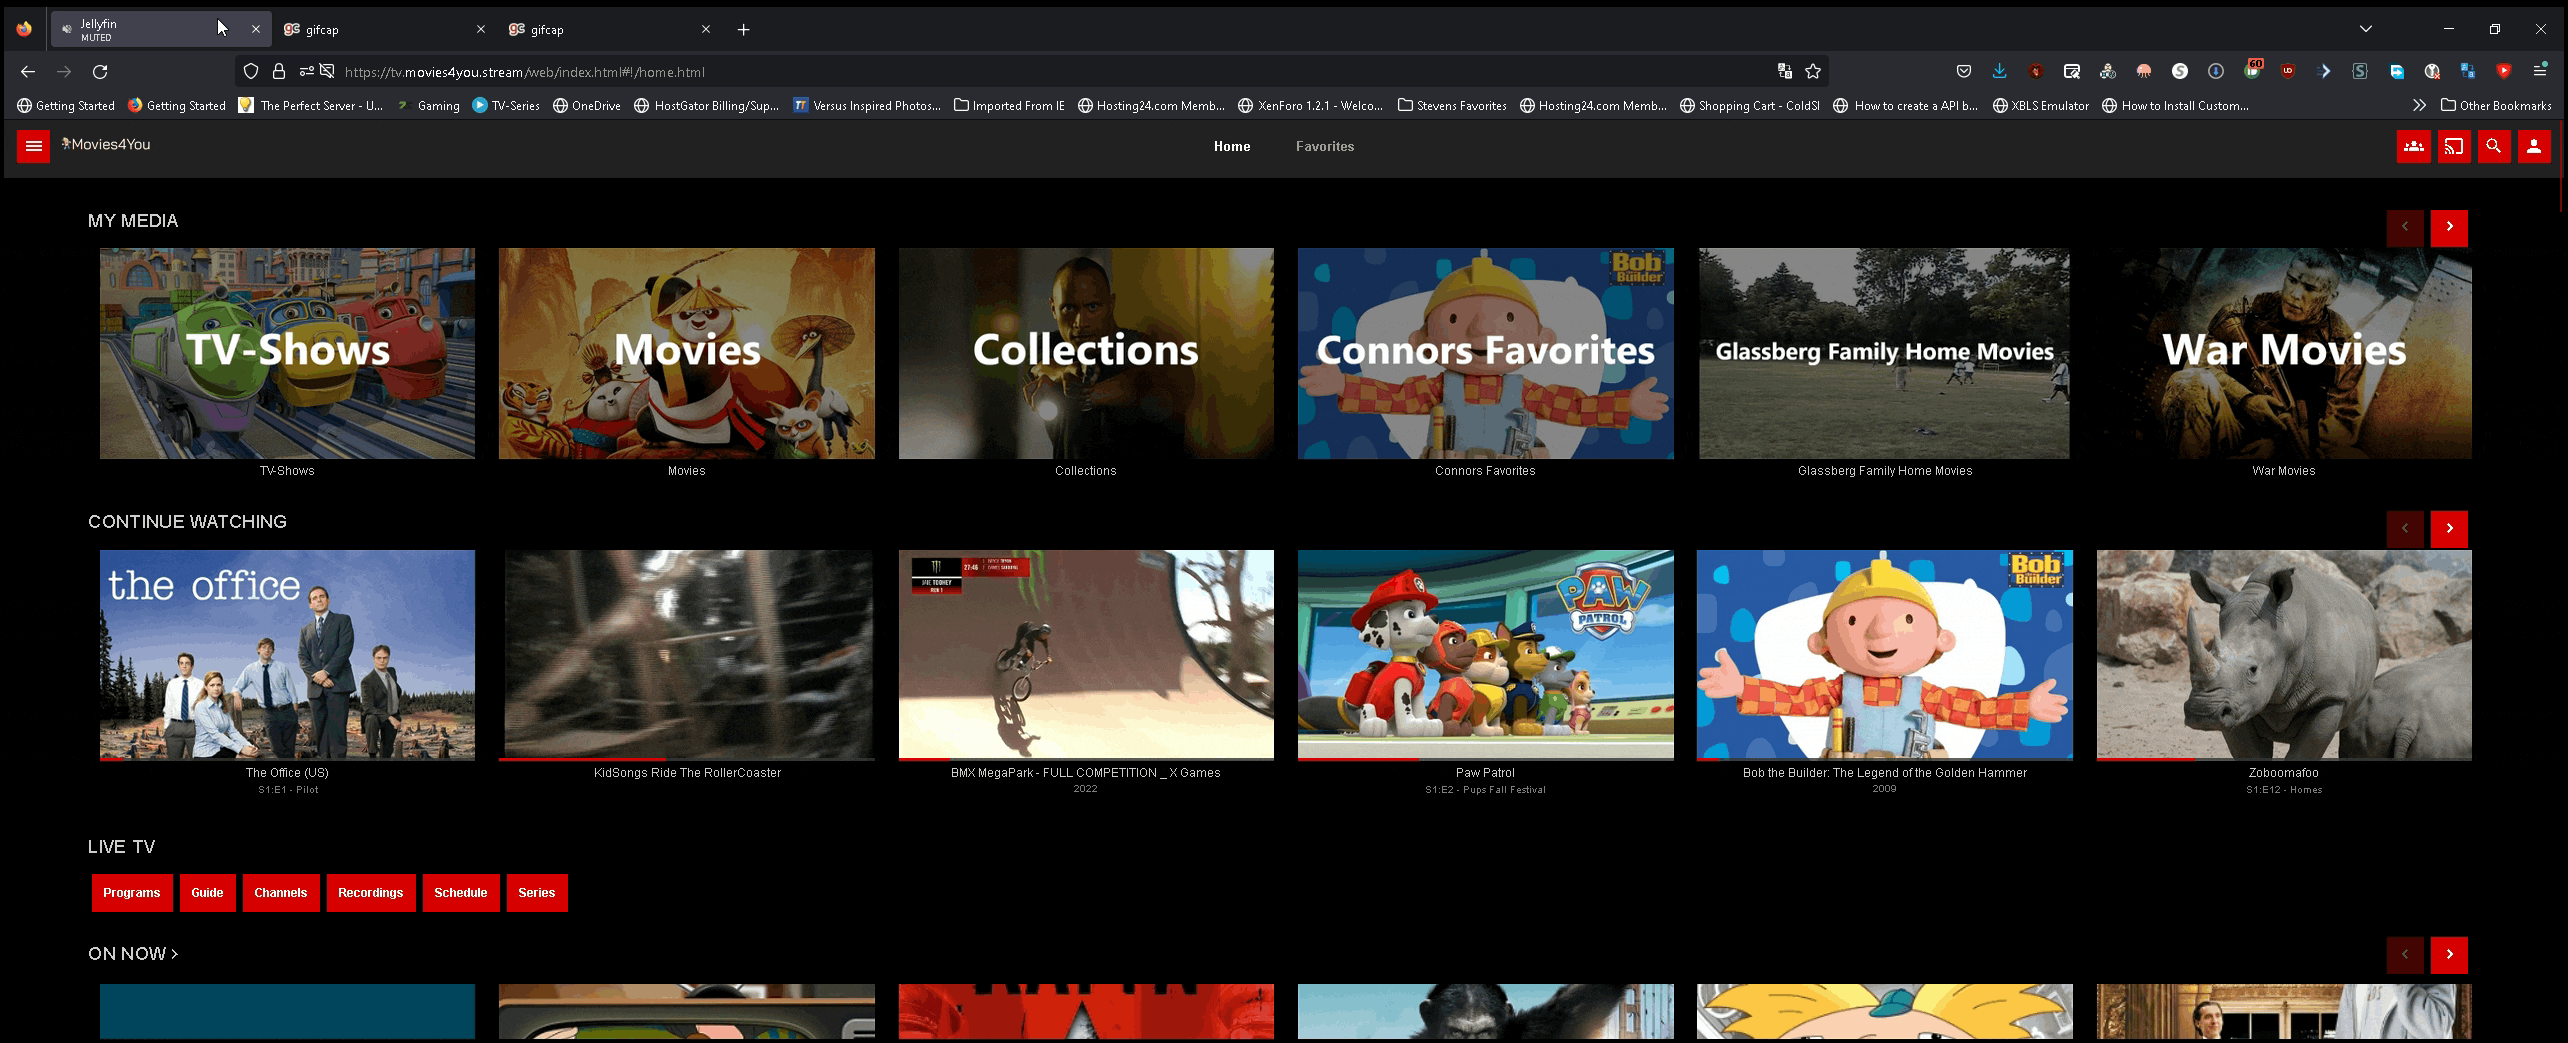 Jellyfin
MUTED
gifcap
gifcap
https://tv.movies4you.stream/web/index.html#!/home.html
60
Getting Started
Getting Started
The Perfect Server - U...
Gaming
TV-Series
OneDrive
HostGator Billing/Sup...
Versus Inspired Photos...
Imported From IE
Hosting24.com Memb...
XenForo 1.2.1 - Welco...
Stevens Favorites
Hosting24.com Memb...
Shopping Cart - ColdSI
How to create a API b...
XBLS Emulator
How to Install Custom...
Other Bookmarks
Movies4You
Home
Favorites
MY MEDIA
TV-Shows
Movies
Collections
Bob the Builder
Connors Favorites
Glassberg Family Home Movies
War Movies
TV-Shows
Movies
Collections
Connors Favorites
Glassberg Family Home Movies
War Movies
CONTINUE WATCHING
the office
27:46
RUN 1
PAW
PATROL
Bob the Builder
The Office (US)
S1:E1 - Pilot
KidSongs Ride The RollerCoaster
BMX MegaPark - FULL COMPETITION _ X Games
2022
Paw Patrol
S1:E2 - Pups Fall Festival
Bob the Builder: The Legend of the Golden Hammer
2009
Zoboomafoo
S1:E12 - Homes
LIVE TV
Programs
Guide
Channels
Recordings
Schedule
Series
ON NOW >